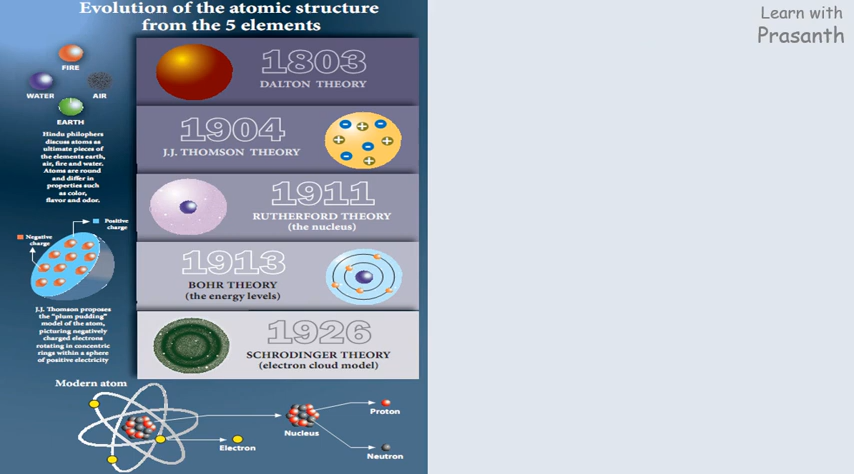 Evolution of the atomic structure
from the 5 elements
Learn with
Prasanth
FIRE
WATER
AIR
EARTH
Hindu philophers
discuss atoms as
ultimate pieces of
the elements earth,
air, fire and water.
Atoms are round
and differ in
properties such
as color,
flavor and odor.
1803
DALTON THEORY
1904
J.J. THOMSON THEORY
1911
RUTHERFORD THEORY
(the nucleus)
1913
BOHR THEORY
(the energy levels)
1926
SCHRODINGER THEORY
(electron cloud model)
Positive
charge
Negative
charge
J.J. Thomson proposes
the "plum pudding"
model of the atom,
picturing negatively
charged electrons
rotating in concentric
rings within a sphere
of positive electricity
Modern atom
Electron
Nucleus
Proton
Neutron